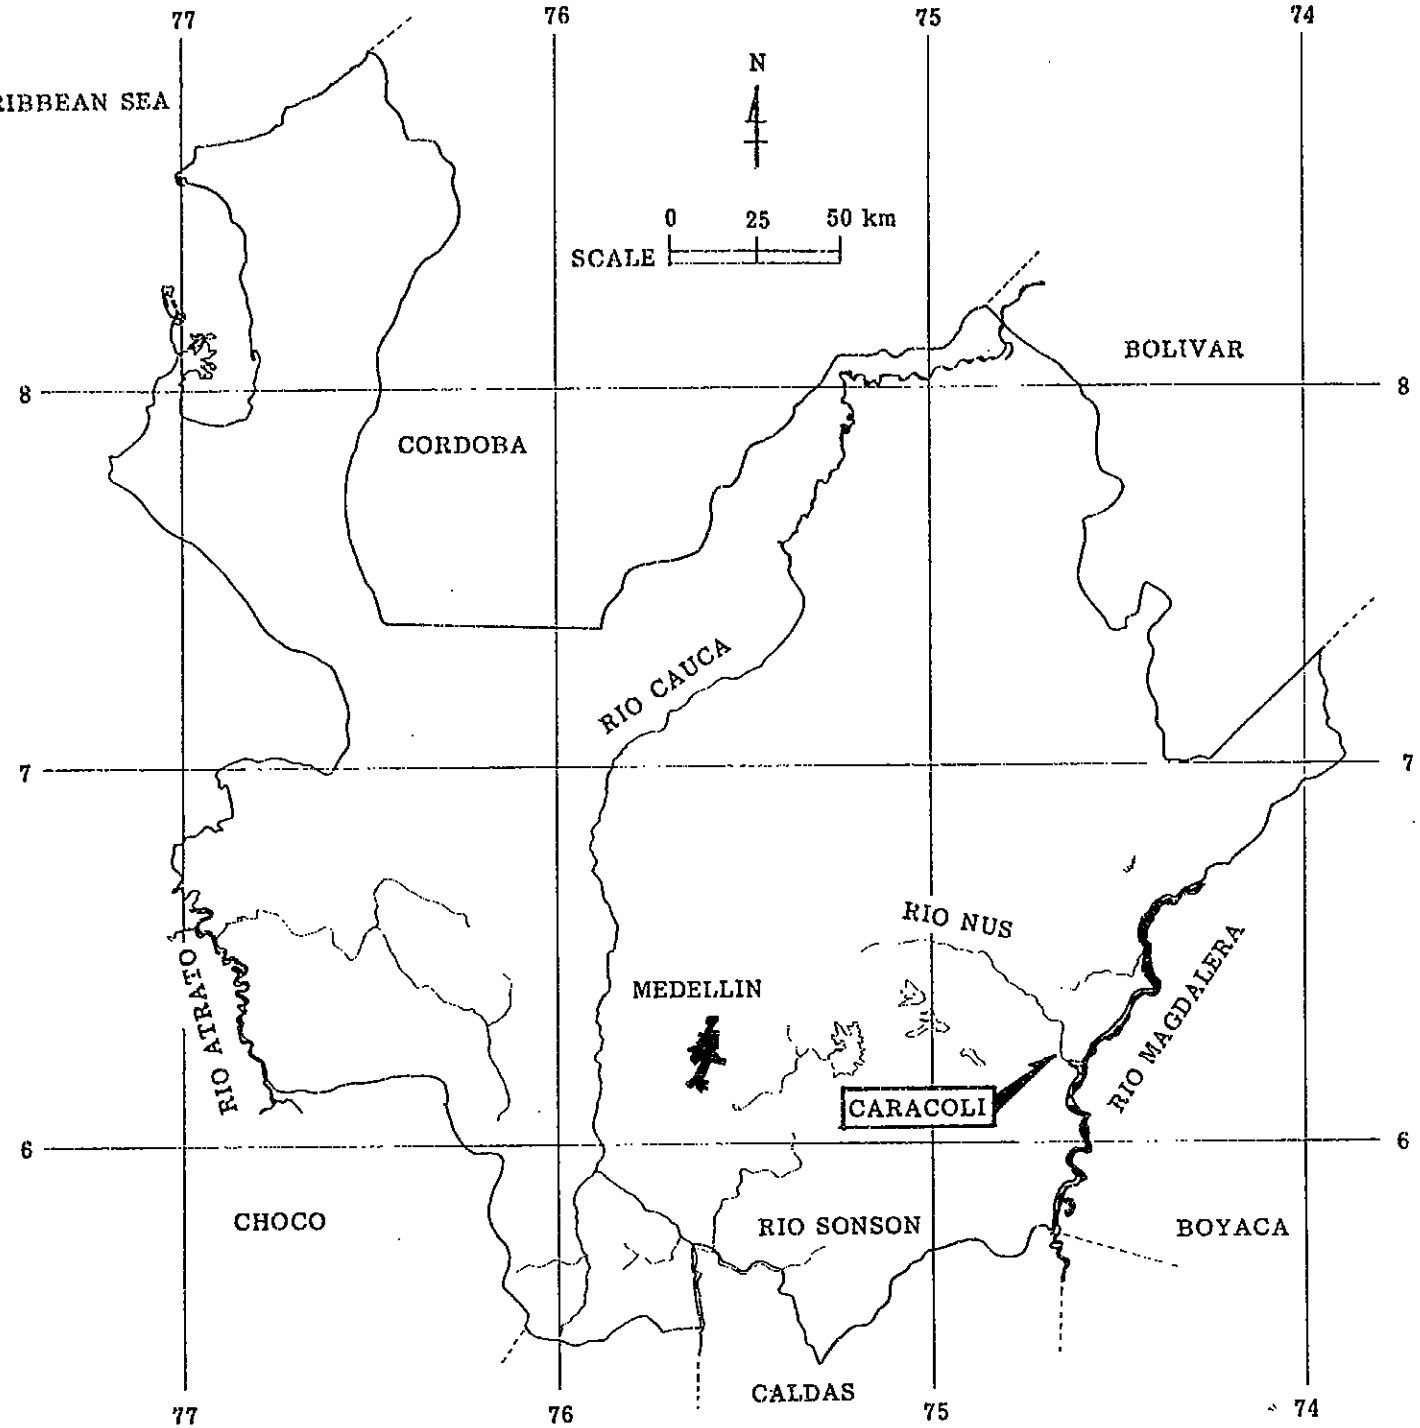 77 76 75 74
N
RIBBEAN SEA
0 25 50 km
SCALE
BOLIVAR
8 8
CORDOBA
RIO CAUCA
7 7
RIO NUS
MEDELLIN
RIO ATRATO
RIO MAGDALERA
CARACOLI
6 6
CHOCO
RIO SONSON
BOYACA
CALDAS
77 76 75 74